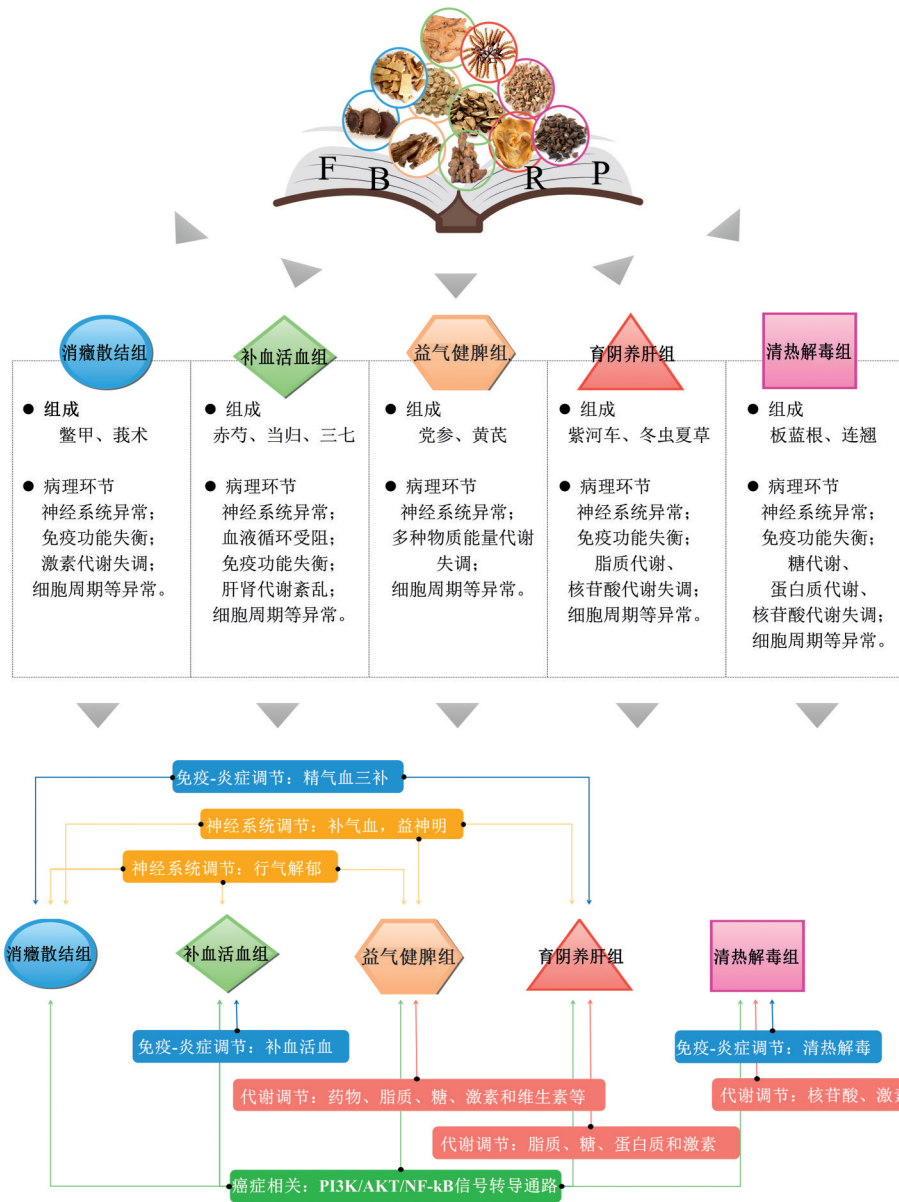 F B R P
消癥散结组
补血活血组
益气健脾组
育阴养肝组
清热解毒组
● 组成
鳖甲、莪术
● 病理环节
神经系统异常；
免疫功能失衡；
激素代谢失调；
细胞周期等异常。
● 组成
赤芍、当归、三七
● 病理环节
神经系统异常；
血液循环受阻；
免疫功能失衡；
肝肾代谢紊乱；
细胞周期等异常。
● 组成
党参、黄芪
● 病理环节
神经系统异常；
多种物质能量代谢
失调；
细胞周期等异常。
● 组成
紫河车、冬虫夏草
● 病理环节
神经系统异常；
免疫功能失衡；
脂质代谢、
核苷酸代谢失调；
细胞周期等异常。
● 组成
板蓝根、连翘
● 病理环节
神经系统异常；
免疫功能失衡；
糖代谢、
蛋白质代谢、
核苷酸代谢失调；
细胞周期等异常。
免疫-炎症调节：精气血三补
神经系统调节：补气血，益神明
神经系统调节：行气解郁
消癥散结组
补血活血组
益气健脾组
育阴养肝组
清热解毒组
免疫-炎症调节：补血活血
免疫-炎症调节：清热解毒
代谢调节：药物、脂质、糖、激素和维生素等
代谢调节：核苷酸、激素
代谢调节：脂质、糖、蛋白质和激素
癌症相关：PI3K/AKT/NF-kB信号转导通路